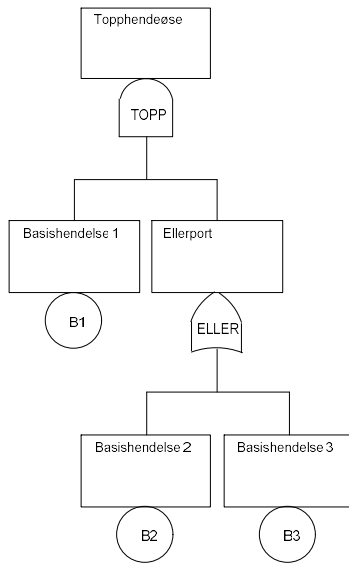 Topphendeøse
TOPP
Basishendelse 1
Ellerport
B1
ELLER
Basishendelse 2
Basishendelse 3
B2
B3